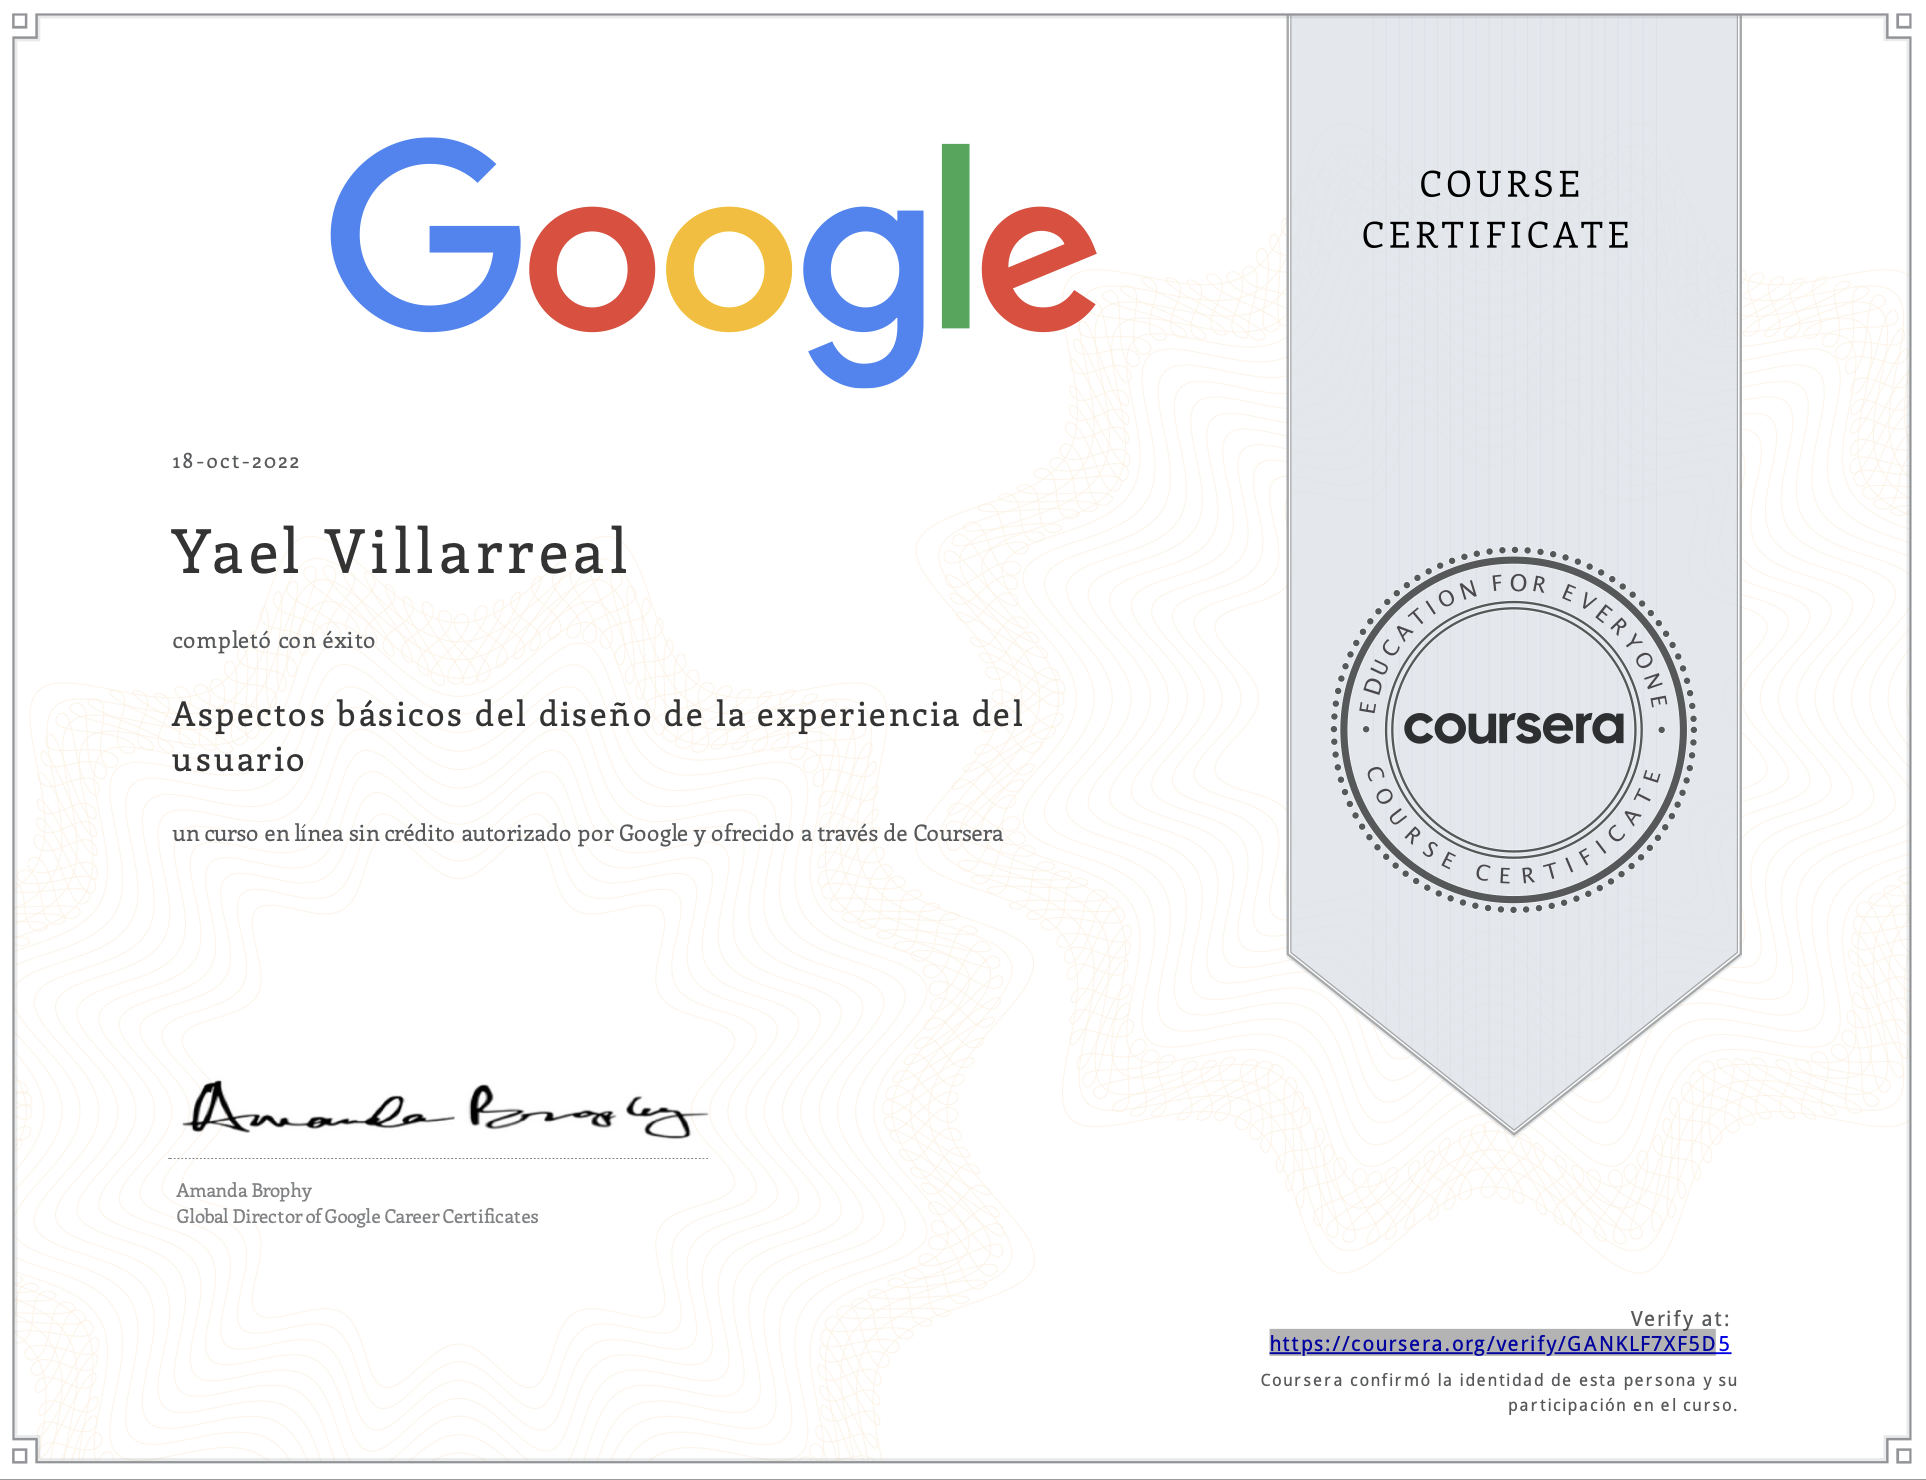 Google
COURSE
CERTIFICATE
18-oct-2022
Yael Villarreal
completó con éxito
Aspectos básicos del diseño de la experiencia del
usuario
un curso en línea sin crédito autorizado por Google y ofrecido a través de Coursera
EDUCATION FOR EVERYONE
coursera
COURSE CERTIFICATE
Amanda Brophy
Amanda Brophy
Global Director of Google Career Certificates
Verify at:
https://coursera.org/verify/GANKLF7XF5D5
Coursera confirmó la identidad de esta persona y su
participación en el curso.